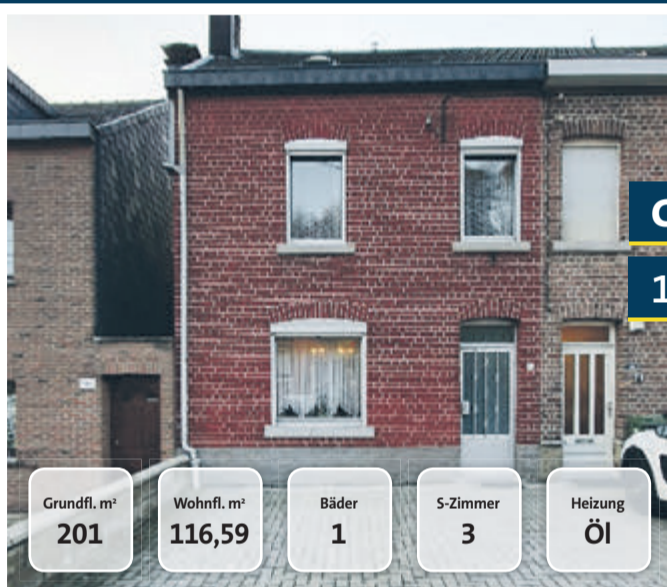 Grundfl. m²
201
Wohnfl. m²
116,59
Bäder
1
S-Zimmer
3
Heizung
Öl